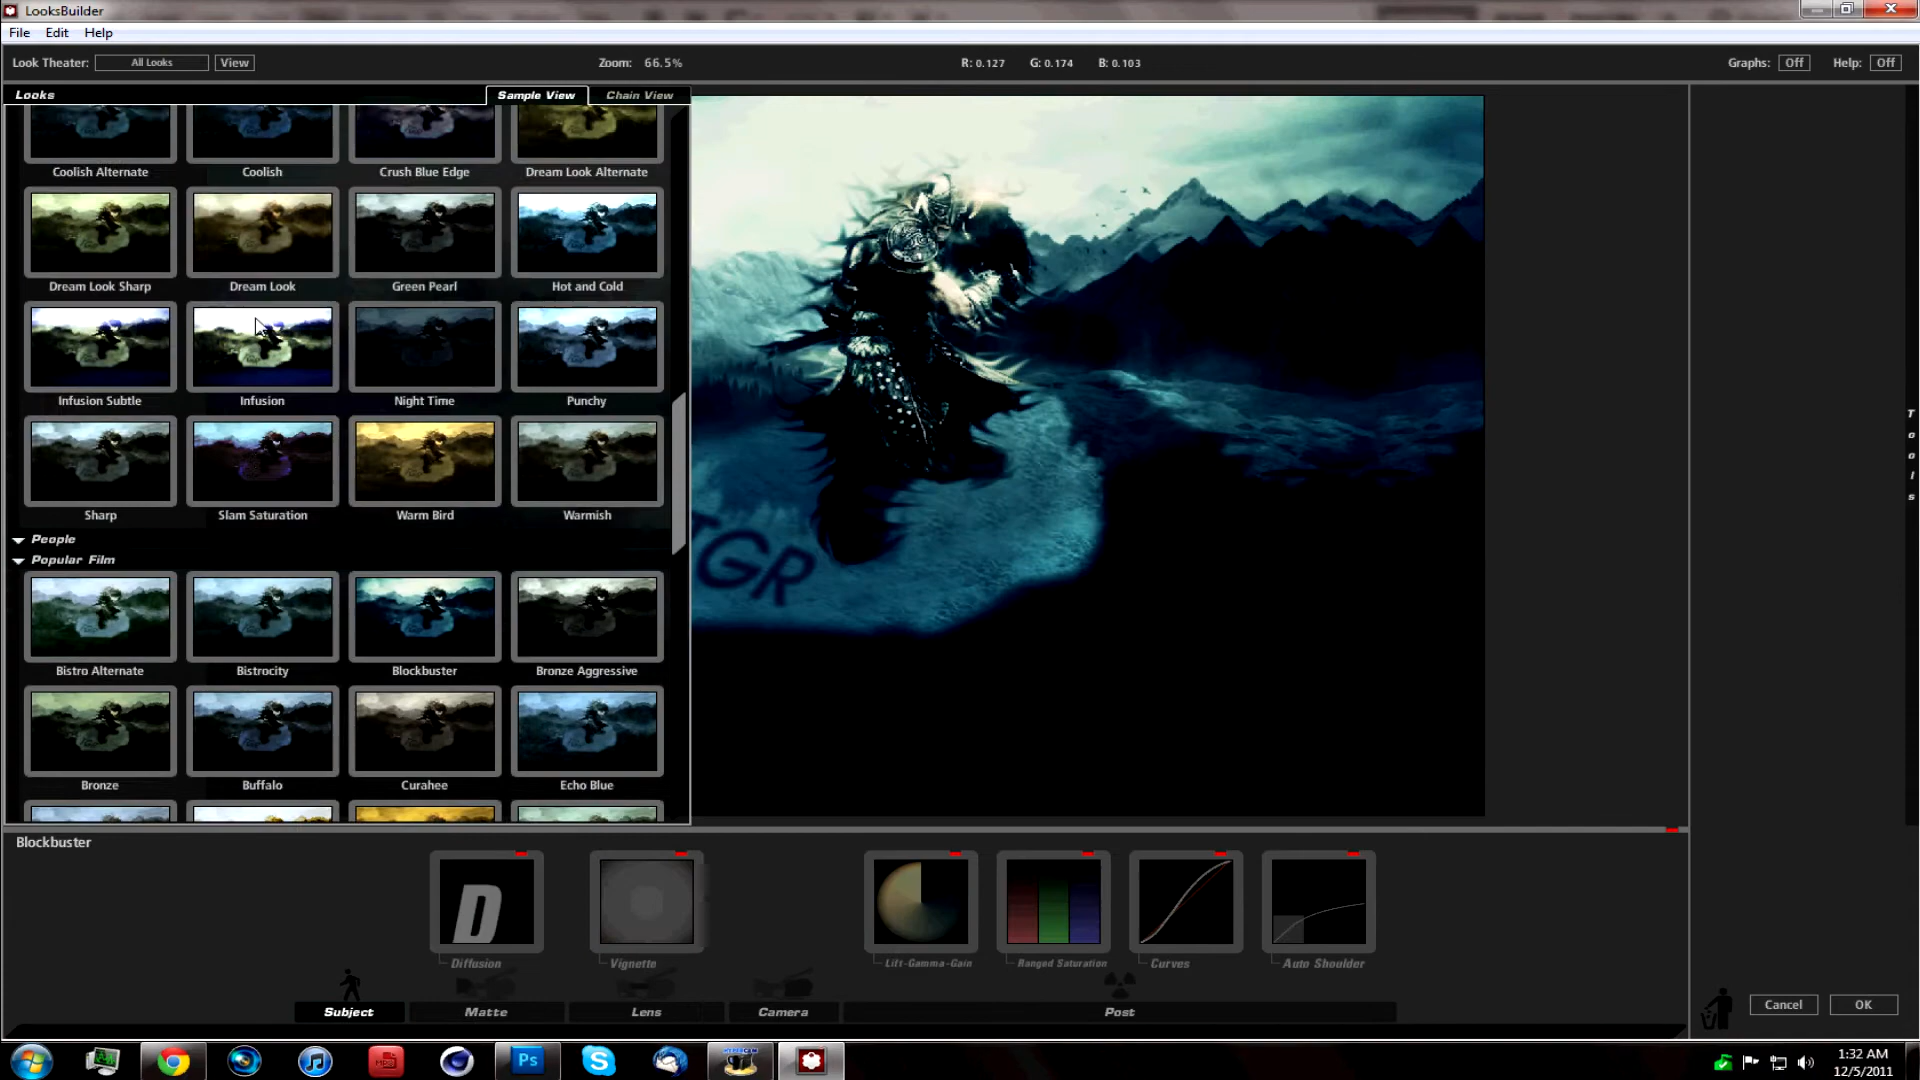 LooksBuilder
File Edit Help
Look Theater: All Looks View Zoom: 66.5% R: 0.127 G: 0.174 B: 0.103 Graphs: Off Help: Off
Looks Sample View Chain View
Coolish Alternate Coolish Crush Blue Edge Dream Look Alternate
Dream Look Sharp Dream Look Green Pearl Hot and Cold
Infusion Subtle Infusion Night Time Punchy
Sharp Slam Saturation Warm Bird Warmish
People
Popular Film
Bistro Alternate Bistrocity Blockbuster Bronze Aggressive
Bronze Buffalo Curahee Echo Blue
TGR
Tools
Blockbuster
D
Diffusion Vignette Lift-Gamma-Gain Ranged Saturation Curves Auto Shoulder
Subject Matte Lens Camera Post
Cancel OK
Ps
1:32 AM
12/5/2011